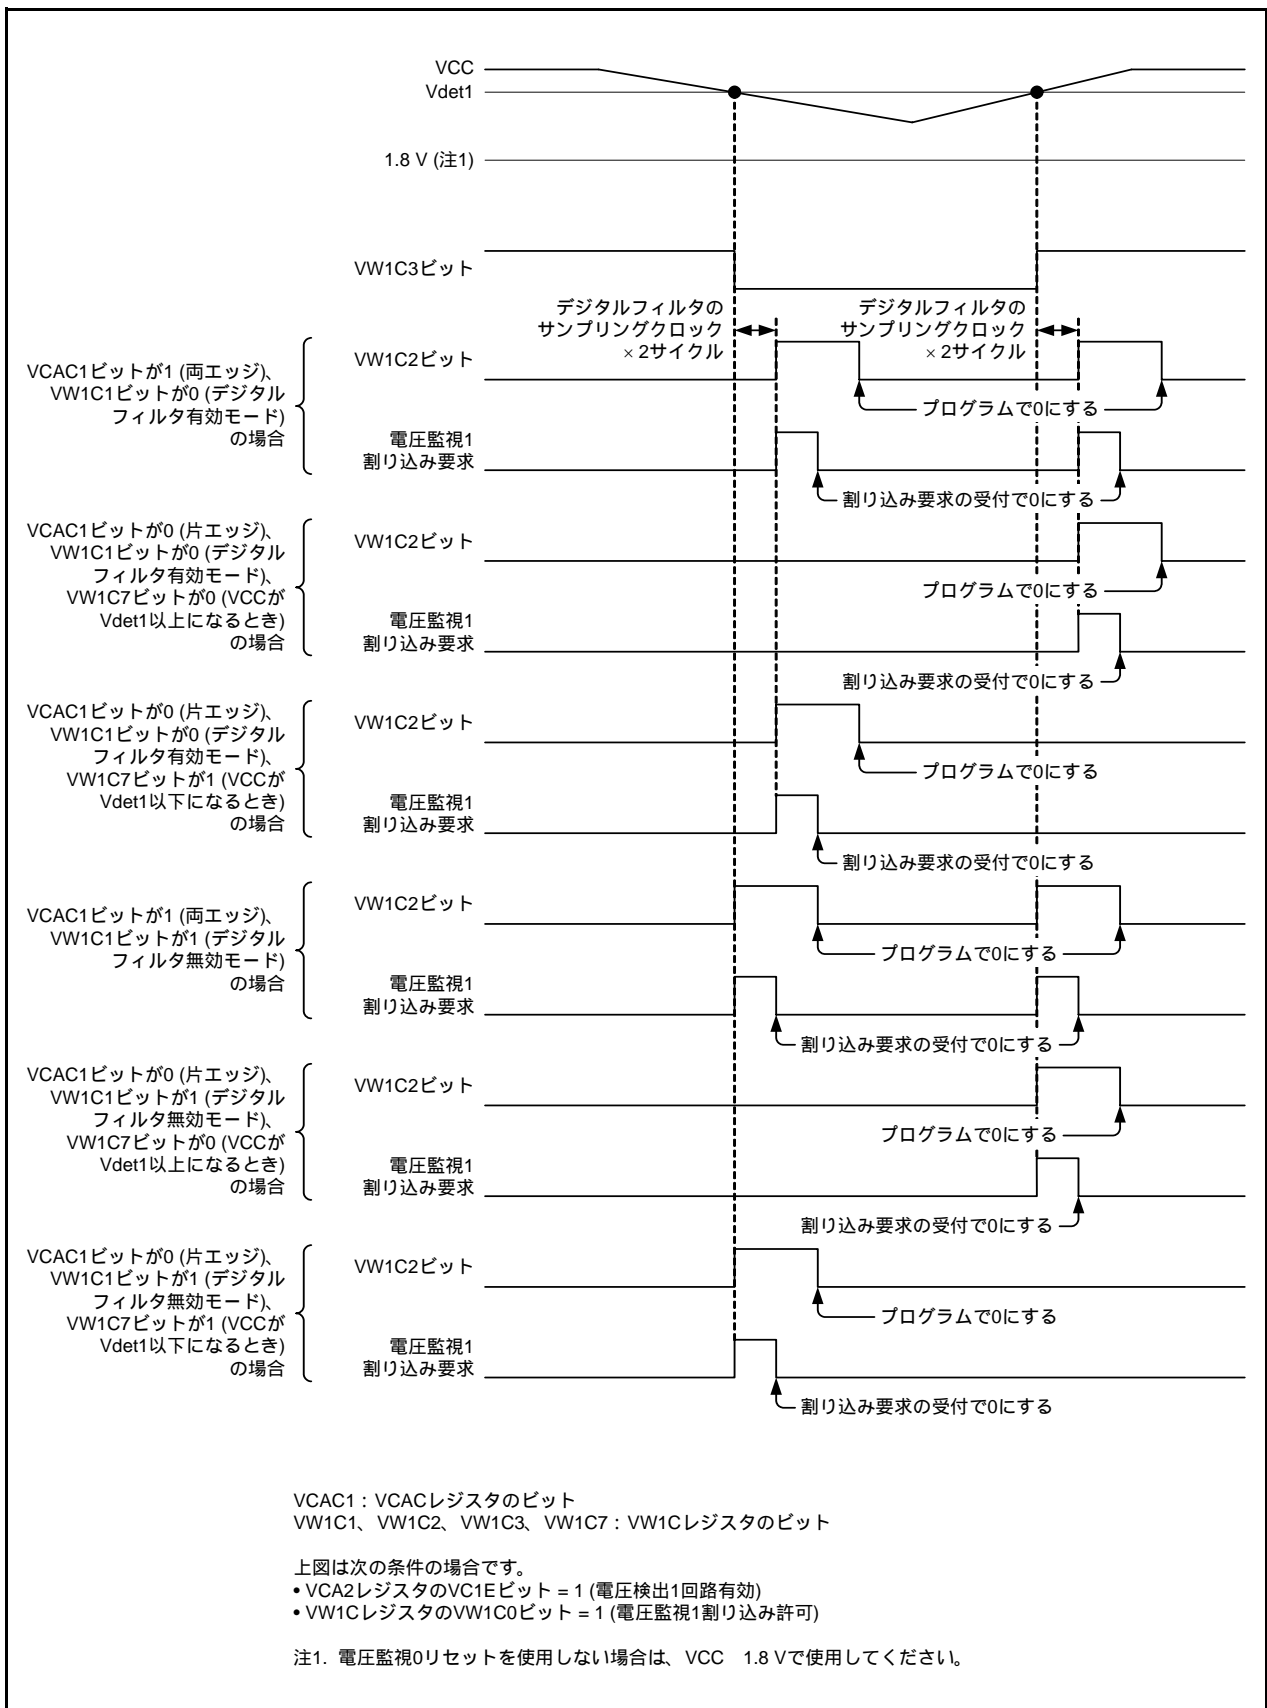 VCC
Vdet1
1.8 V (注1)
VW1C3ビット
デジタルフィルタの
サンプリングクロック
× 2サイクル
デジタルフィルタの
サンプリングクロック
× 2サイクル
VCAC1ビットが1 (両エッジ)、
VW1C1ビットが0 (デジタル
フィルタ有効モード)
の場合
VW1C2ビット
プログラムで0にする
電圧監視1
割り込み要求
割り込み要求の受付で0にする
VCAC1ビットが0 (片エッジ)、
VW1C1ビットが0 (デジタル
フィルタ有効モード)、
VW1C7ビットが0 (VCCが
Vdet1以上になるとき)
の場合
VW1C2ビット
プログラムで0にする
電圧監視1
割り込み要求
割り込み要求の受付で0にする
VCAC1ビットが0 (片エッジ)、
VW1C1ビットが0 (デジタル
フィルタ有効モード)、
VW1C7ビットが1 (VCCが
Vdet1以下になるとき)
の場合
VW1C2ビット
プログラムで0にする
電圧監視1
割り込み要求
割り込み要求の受付で0にする
VCAC1ビットが1 (両エッジ)、
VW1C1ビットが1 (デジタル
フィルタ無効モード)
の場合
VW1C2ビット
プログラムで0にする
電圧監視1
割り込み要求
割り込み要求の受付で0にする
VCAC1ビットが0 (片エッジ)、
VW1C1ビットが1 (デジタル
フィルタ無効モード)、
VW1C7ビットが0 (VCCが
Vdet1以上になるとき)
の場合
VW1C2ビット
プログラムで0にする
電圧監視1
割り込み要求
割り込み要求の受付で0にする
VCAC1ビットが0 (片エッジ)、
VW1C1ビットが1 (デジタル
フィルタ無効モード)、
VW1C7ビットが1 (VCCが
Vdet1以下になるとき)
の場合
VW1C2ビット
プログラムで0にする
電圧監視1
割り込み要求
割り込み要求の受付で0にする
VCAC1：VCACレジスタのビット
VW1C1、VW1C2、VW1C3、VW1C7：VW1Cレジスタのビット
上図は次の条件の場合です。
• VCA2レジスタのVC1Eビット = 1 (電圧検出1回路有効)
• VW1CレジスタのVW1C0ビット = 1 (電圧監視1割り込み許可)
注1. 電圧監視0リセットを使用しない場合は、VCC　1.8 Vで使用してください。